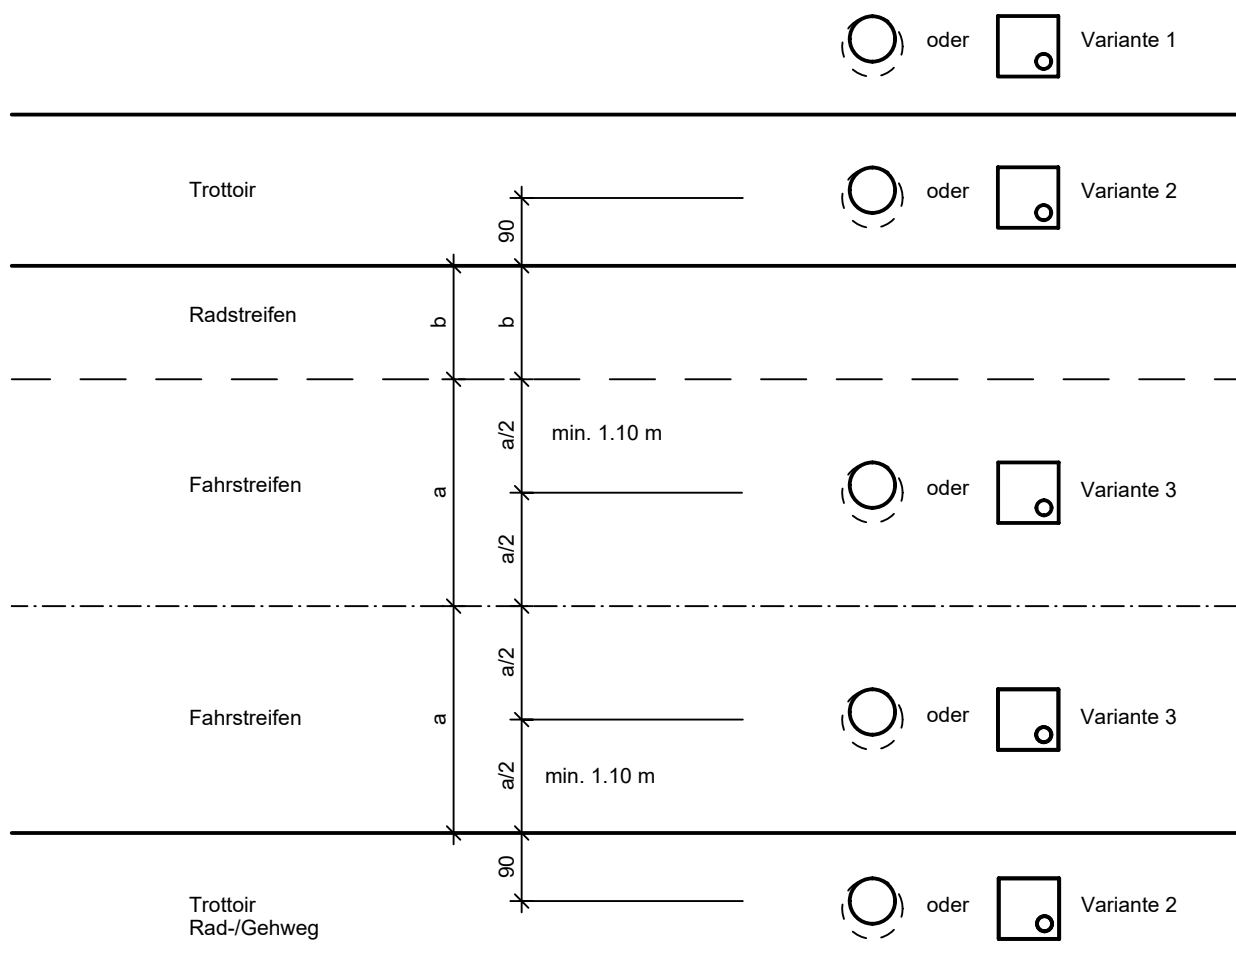 oder Variante 1
Trottoir oder Variante 2
90
Radstreifen b b
a/2 min. 1.10 m
Fahrstreifen a oder Variante 3
a/2
a/2
Fahrstreifen a oder Variante 3
a/2 min. 1.10 m
90
Trottoir oder Variante 2
Rad-/Gehweg